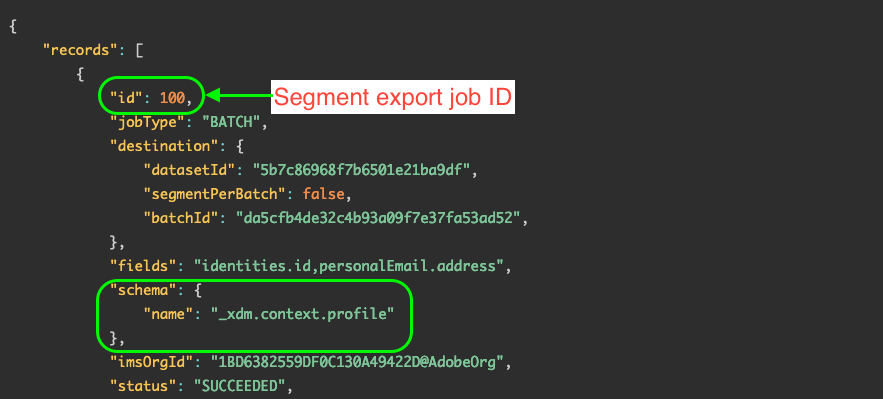 {
"records": [
{
"id": 100,
Segment export job ID
"jobType": "BATCH",
"destination": {
"datasetId": "5b7c86968f7b6501e21ba9df",
"segmentPerBatch": false,
"batchId": "da5cfb4de32c4b93a09f7e37fa53ad52",
},
"fields": "identities.id,personalEmail.address",
"schema": {
"name": "_xdm.context.profile"
},
"imsOrgId": "1BD6382559DF0C130A49422D@AdobeOrg",
"status": "SUCCEEDED",